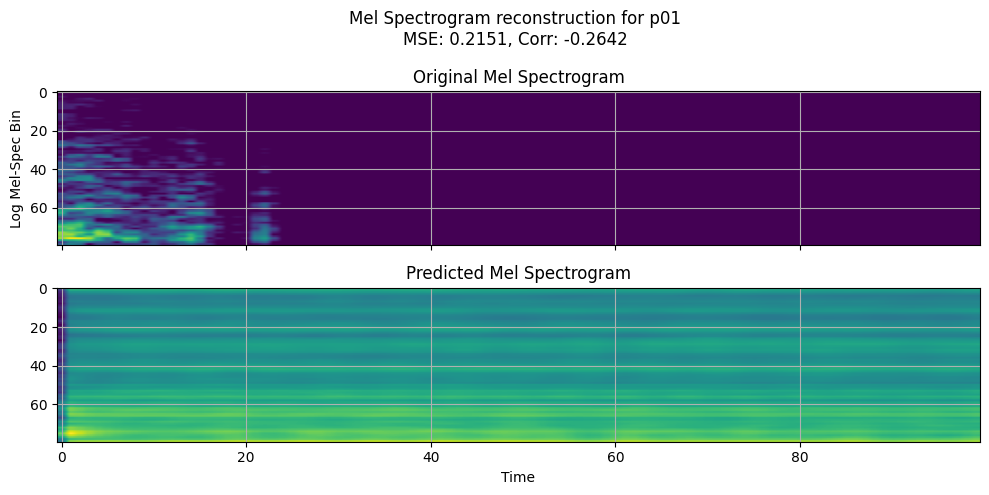 Mel Spectrogram reconstruction for p01
MSE: 0.2151, Corr: -0.2642
Original Mel Spectrogram
Log Mel-Spec Bin
0
20
40
60
Predicted Mel Spectrogram
0
20
40
60
0 20 40 60 80
Time